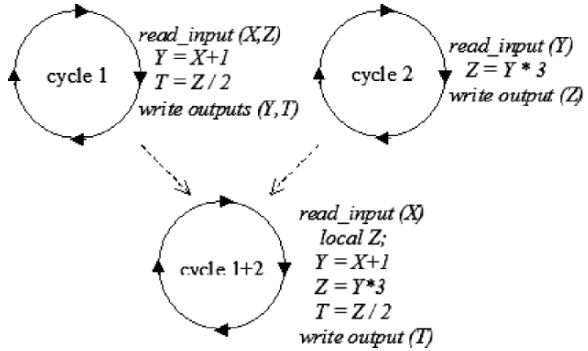 cycle 1
read_input (X,Z)
Y = X+1
T = Z / 2
write outputs (Y,T)
cycle 2
read_input (Y)
Z = Y * 3
write output (Z)
cycle 1+2
read_input (X)
local Z;
Y = X+1
Z = Y*3
T = Z / 2
write output (T)